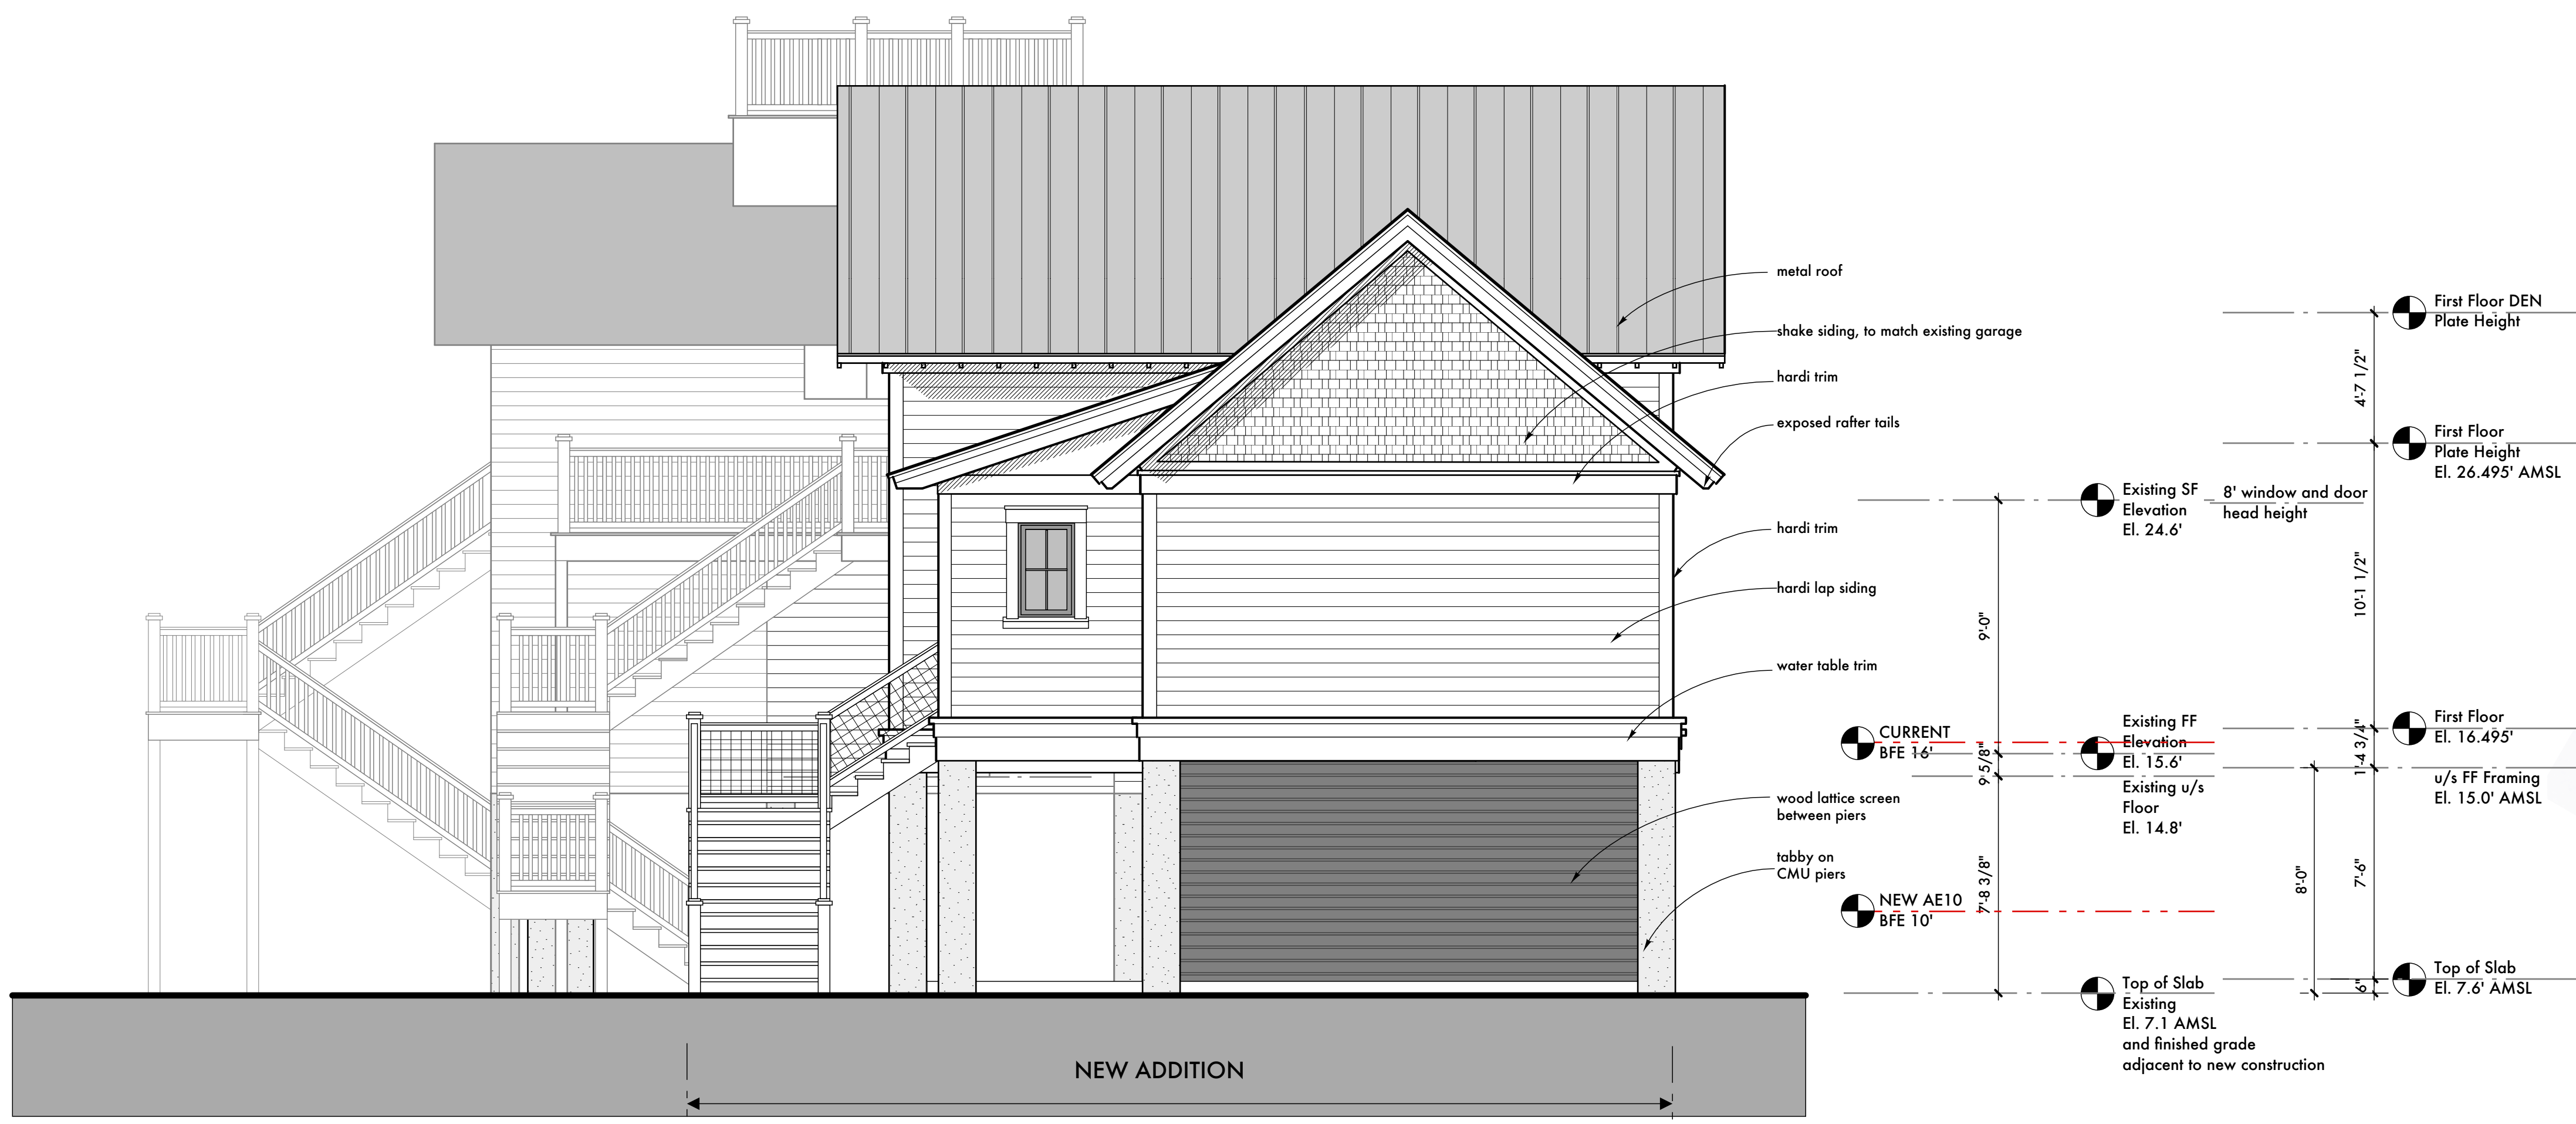 metal roof
shake siding, to match existing garage
hardi trim
exposed rafter tails
hardi trim
hardi lap siding
water table trim
wood lattice screen
between piers
tabby on
CMU piers
CURRENT
BFE 16'
NEW AE10
BFE 10'
9'-0"
9 5/8"
7'-8 3/8"
Existing SF
Elevation
El. 24.6'
8' window and door
head height
Existing FF
Elevation
El. 15.6'
Existing u/s
Floor
El. 14.8'
Top of Slab
Existing
El. 7.1 AMSL
and finished grade
adjacent to new construction
8'-0"
4'-7 1/2"
10'-1 1/2"
1'-4 3/4"
7'-6"
6"
First Floor DEN
Plate Height
First Floor
Plate Height
El. 26.495' AMSL
First Floor
El. 16.495'
u/s FF Framing
El. 15.0' AMSL
Top of Slab
El. 7.6' AMSL
NEW ADDITION